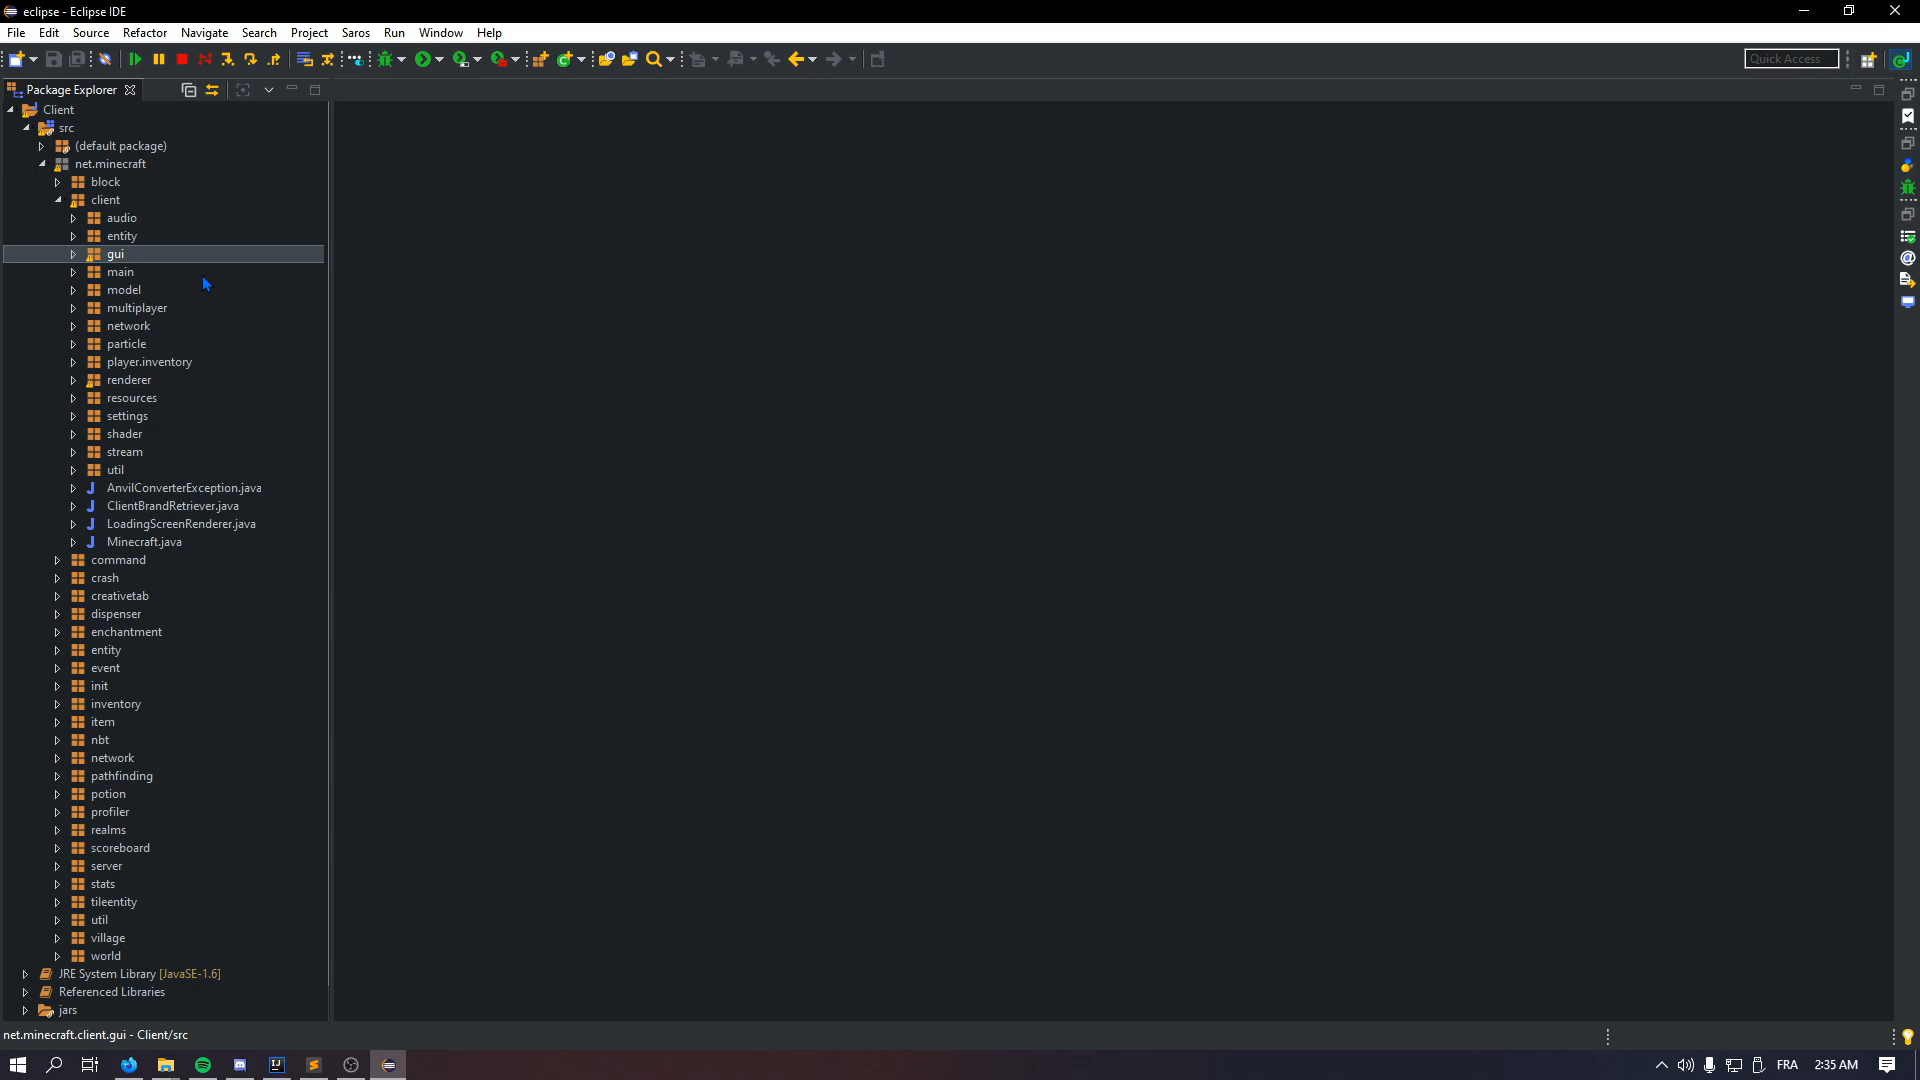 eclipse - Eclipse IDE
File Edit Source Refactor Navigate Search Project Saros Run Window Help
Quick Access
Package Explorer
Client
src
(default package)
net.minecraft
block
client
audio
entity
gui
main
model
multiplayer
network
particle
player.inventory
renderer
resources
settings
shader
stream
util
AnvilConverterException.java
ClientBrandRetriever.java
LoadingScreenRenderer.java
Minecraft.java
command
crash
creativetab
dispenser
enchantment
entity
event
init
inventory
item
nbt
network
pathfinding
potion
profiler
realms
scoreboard
server
stats
tileentity
util
village
world
JRE System Library [JavaSE-1.6]
Referenced Libraries
jars
net.minecraft.client.gui - Client/src
FRA 2:35 AM